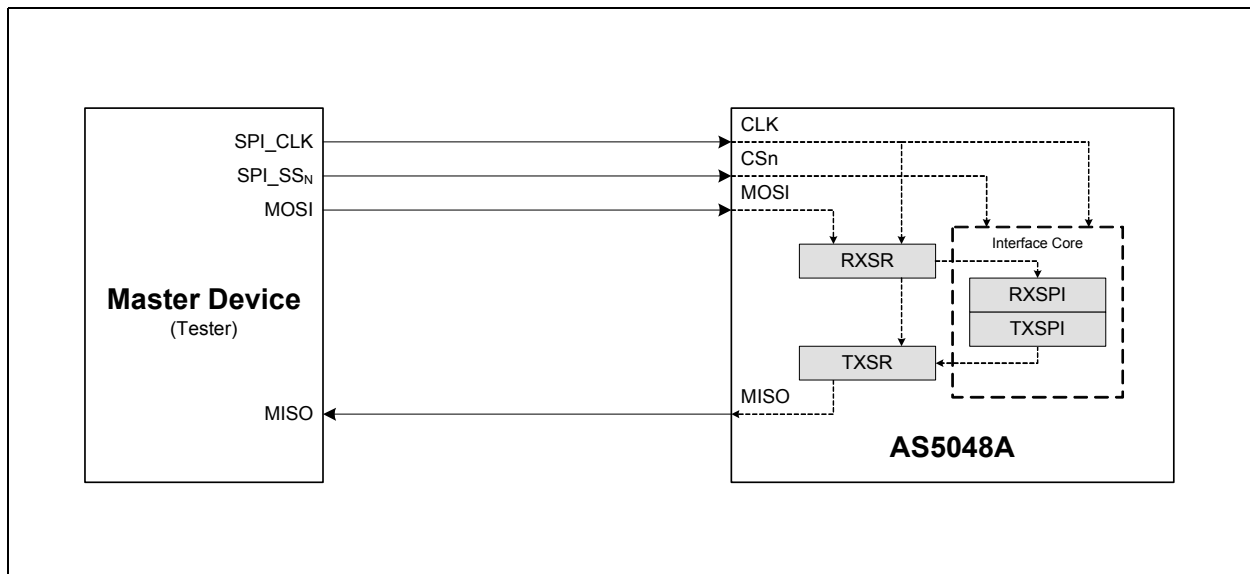 SPI_CLK
SPI_SSN
MOSI
Master Device
(Tester)
MISO
CLK
CSn
MOSI
Interface Core
RXSR
RXSPI
TXSPI
TXSR
MISO
AS5048A